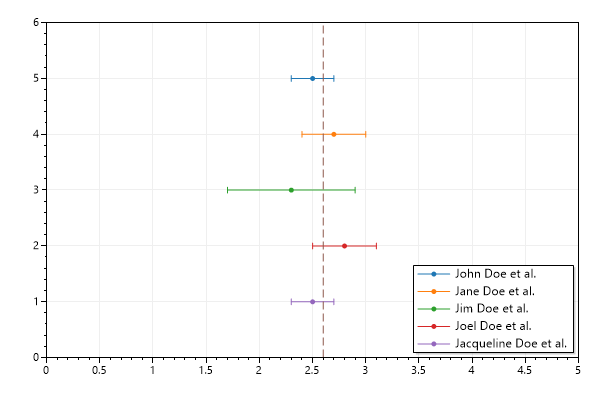 6
5
4
3
2
1
0
0 0.5 1 1.5 2 2.5 3 3.5 4 4.5 5
John Doe et al.
Jane Doe et al.
Jim Doe et al.
Joel Doe et al.
Jacqueline Doe et al.